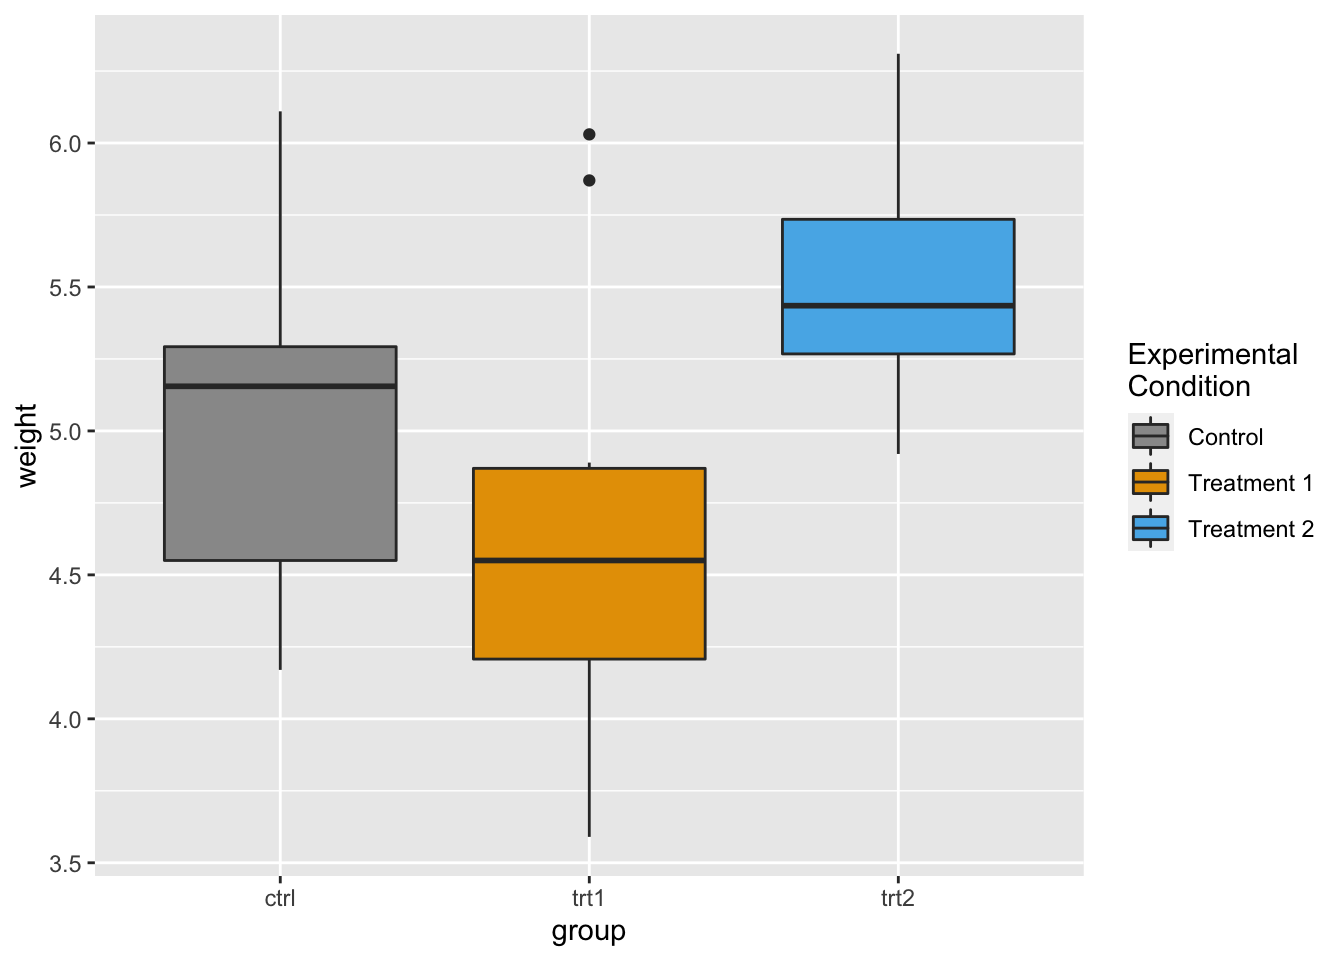 weight
6.0
5.5
5.0
4.5
4.0
3.5
ctrl
trt1
trt2
group
Experimental
Condition
Control
Treatment 1
Treatment 2